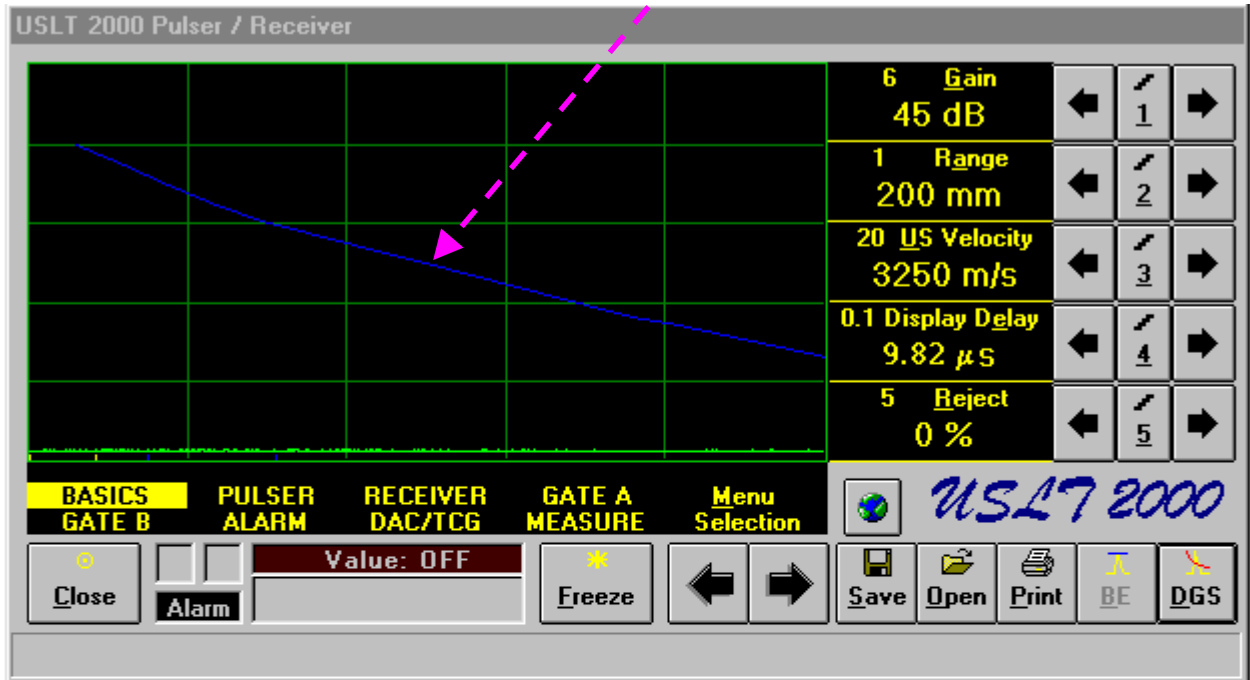 USLT 2000 Pulser / Receiver
6 Gain
45 dB
1
1 Range
200 mm
2
20 US Velocity
3250 m/s
3
0.1 Display Delay
9.82 µs
4
5 Reject
0 %
5
BASICS PULSER RECEIVER GATE A Menu
GATE B ALARM DAC/TCG MEASURE Selection
USLT 2000
Close
Alarm
Value: OFF
Freeze
Save
Open
Print
BE
DGS